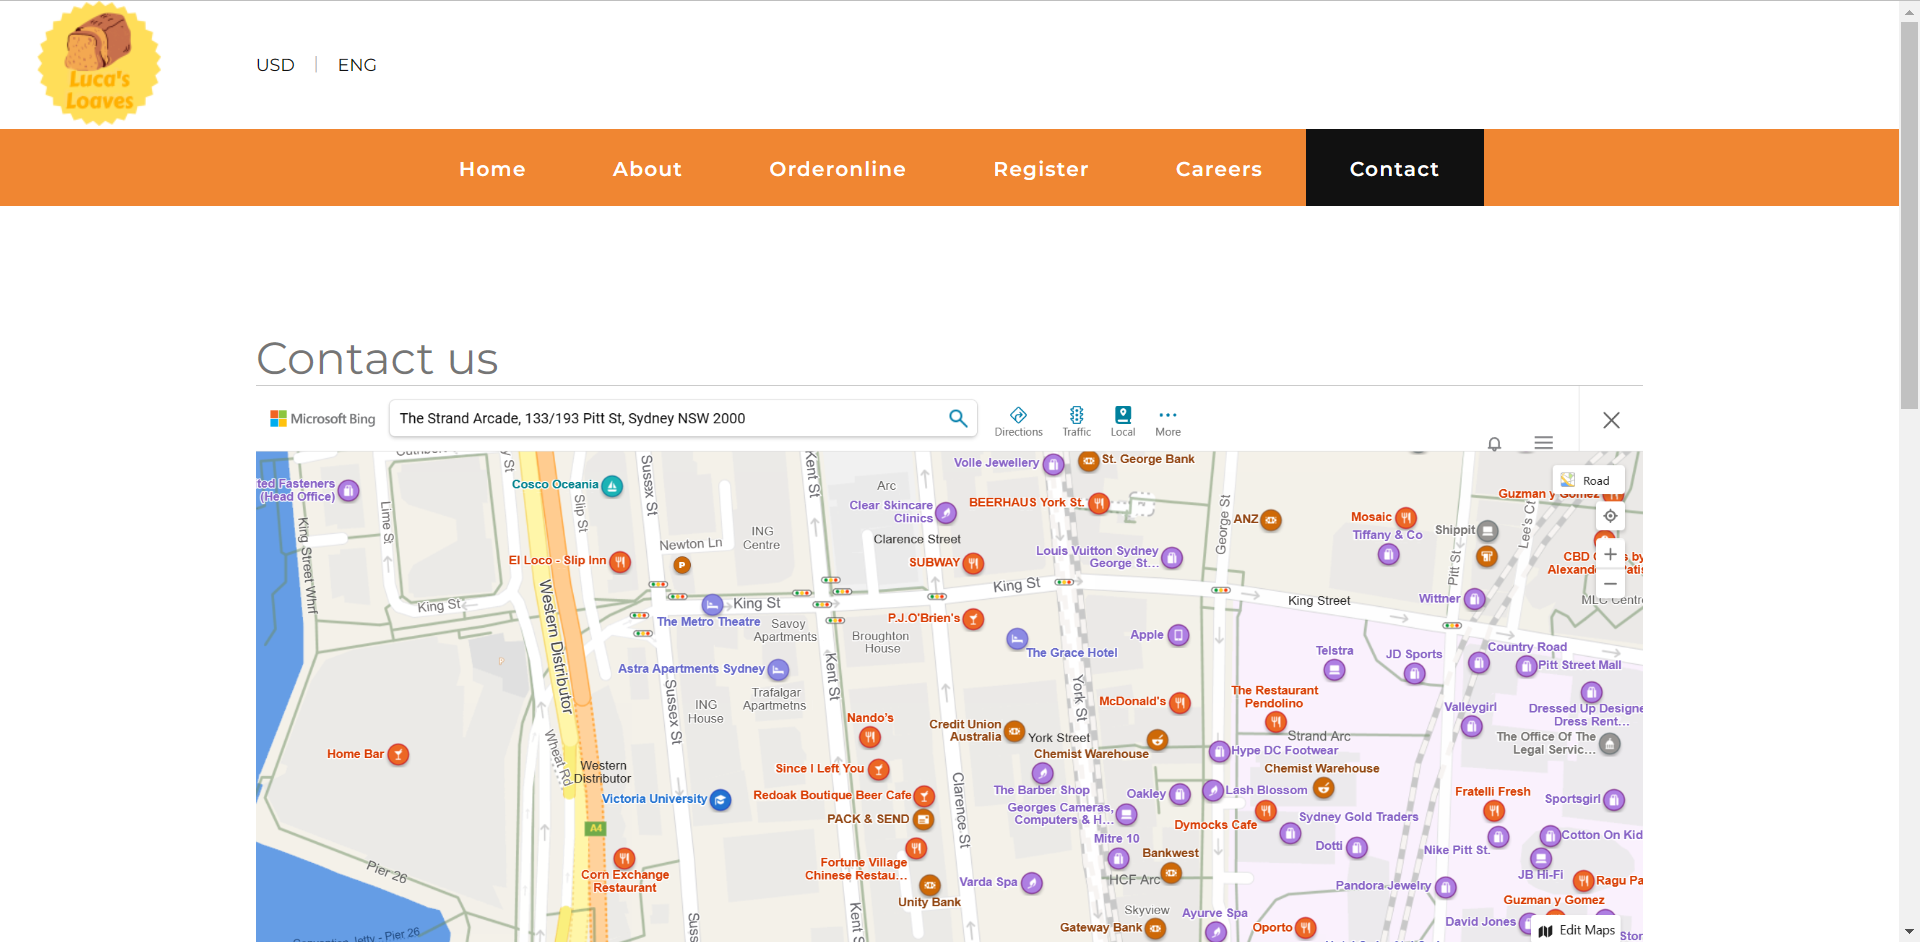 Luca's
Loaves
USD
ENG
Home
About
Orderonline
Register
Careers
Contact
Contact us
Microsoft Bing
The Strand Arcade, 133/193 Pitt St, Sydney NSW 2000
Directions
Traffic
Local
More
Road
ted Fasteners
(Head Office)
King Street Whrf
Lime St
Cosco Oceania
Slip St
Sussex St
Kent St
Volle Jewellery
St. George Bank
Arc
Clear Skincare
Clinics
BEERHAUS York St.
Clarence Street
ING
Centre
Newton Ln
El Loco - Slip Inn
P
SUBWAY
Louis Vuitton Sydney
George St...
George St
ANZ
Mosaic
Tiffany & Co
Shippit
Guzman y Gomez
Lee's Ct
Pitt St
Wittner
King St
King St
King St
King Street
Western Distributor
The Metro Theatre
Savoy
Apartments
Broughton
House
P.J.O'Brien's
The Grace Hotel
Apple
Telstra
JD Sports
Country Road
Pitt Street Mall
Astra Apartments Sydney
Trafalgar
Apartmetns
ING
House
Sussex St
Kent St
York St
McDonald's
The Restaurant
Pendolino
Strand Arc
Valleygirl
Dressed Up Designe
Dress Rent...
The Office Of The
Legal Servic...
Nando's
Credit Union
Australia
York Street
Chemist Warehouse
Hype DC Footwear
Chemist Warehouse
Home Bar
Wheat Rd
Western
Distributor
Since I Left You
Clarence St
The Barber Shop
Oakley
Lash Blossom
Fratelli Fresh
Sportsgirl
Victoria University
Redoak Boutique Beer Cafe
PACK & SEND
Georges Cameras,
Computers & H...
Dymocks Cafe
Sydney Gold Traders
A4
Mitre 10
Bankwest
Dotti
Nike Pitt St.
Cotton On Kid
JB Hi-Fi
Ragu Pa
Pier 26
Corn Exchange
Restaurant
Fortune Village
Chinese Restau...
Varda Spa
HCF Arc
Pandora Jewelry
Guzman y Gomez
Unity Bank
Skyview
Ayurve Spa
Gateway Bank
Oporto
David Jones
Kent St
Edit Maps